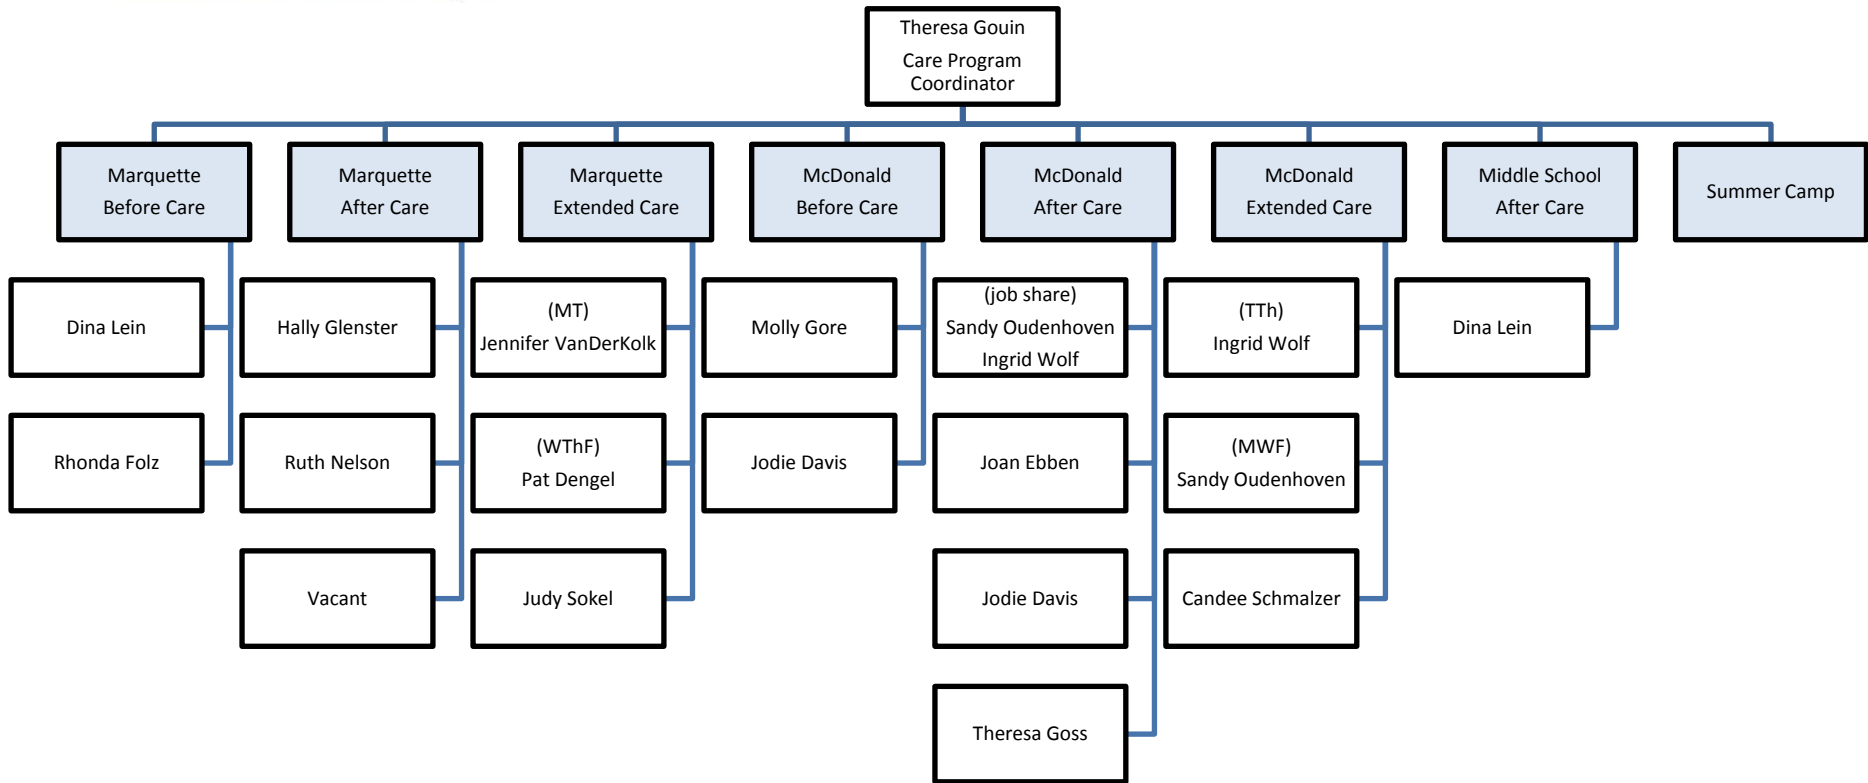 Theresa Gouin
Care Program
Coordinator
Marquette
Before Care
Marquette
After Care
Marquette
Extended Care
McDonald
Before Care
McDonald
After Care
McDonald
Extended Care
Middle School
After Care
Summer Camp
Dina Lein
Rhonda Folz
Hally Glenster
Ruth Nelson
Vacant
(MT)
Jennifer VanDerKolk
(WThF)
Pat Dengel
Judy Sokel
Molly Gore
Jodie Davis
(job share)
Sandy Oudenhoven
Ingrid Wolf
Joan Ebben
Jodie Davis
Theresa Goss
(TTh)
Ingrid Wolf
(MWF)
Sandy Oudenhoven
Candee Schmalzer
Dina Lein